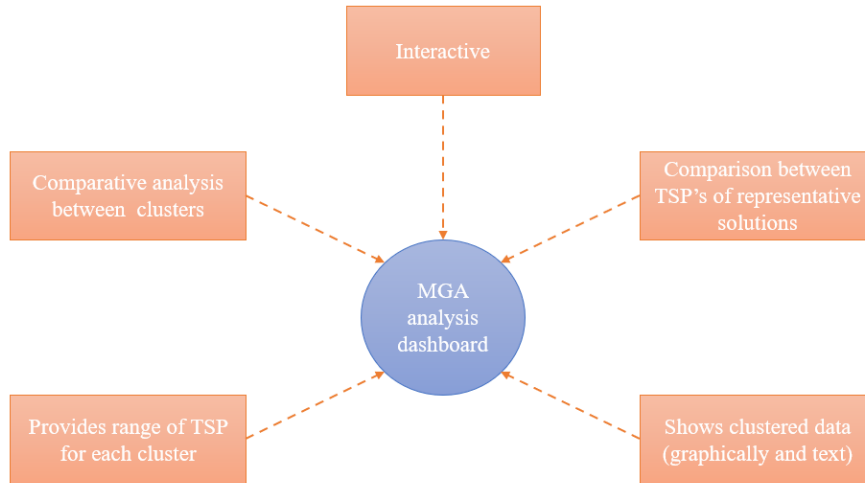 Interactive
Comparative analysis
between clusters
Comparison between
TSP's of representative
solutions
MGA
analysis
dashboard
Provides range of TSP
for each cluster
Shows clustered data
(graphically and text)